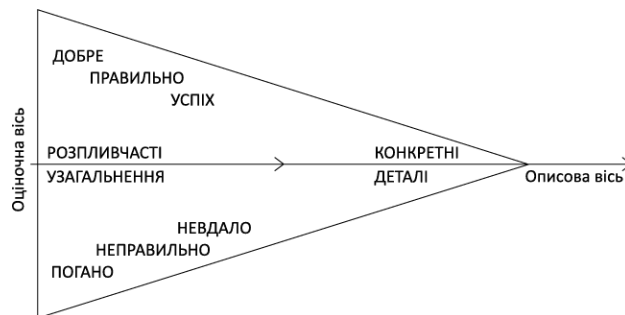 Оціночна вісь
ДОБРЕ
ПРАВИЛЬНО
УСПІХ
РОЗПЛИВЧАСТІ
УЗАГАЛЬНЕННЯ
КОНКРЕТНІ
ДЕТАЛІ
Описова вісь
НЕВДАЛО
НЕПРАВИЛЬНО
ПОГАНО